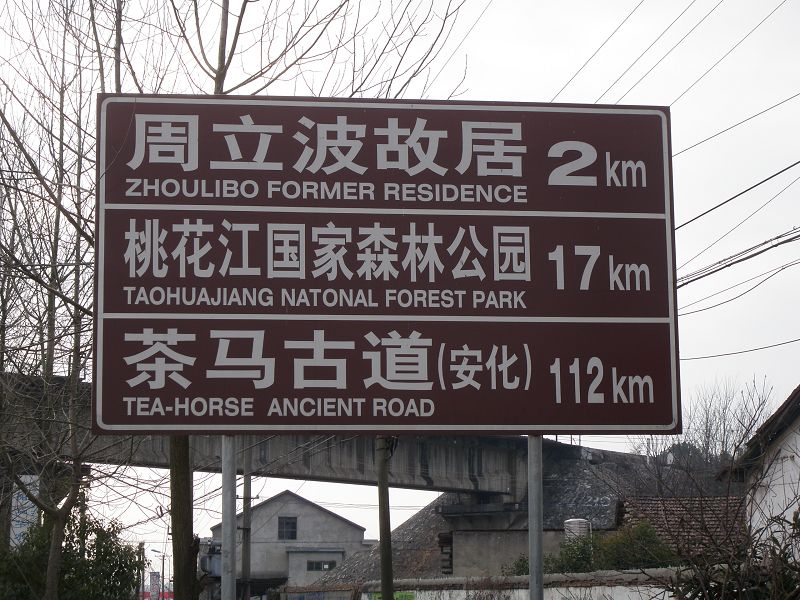 周立波故居 2 km
ZHOULIBO FORMER RESIDENCE
桃花江国家森林公园 17 km
TAOHUAJIANG NATONAL FOREST PARK
茶马古道(安化) 112 km
TEA-HORSE ANCIENT ROAD